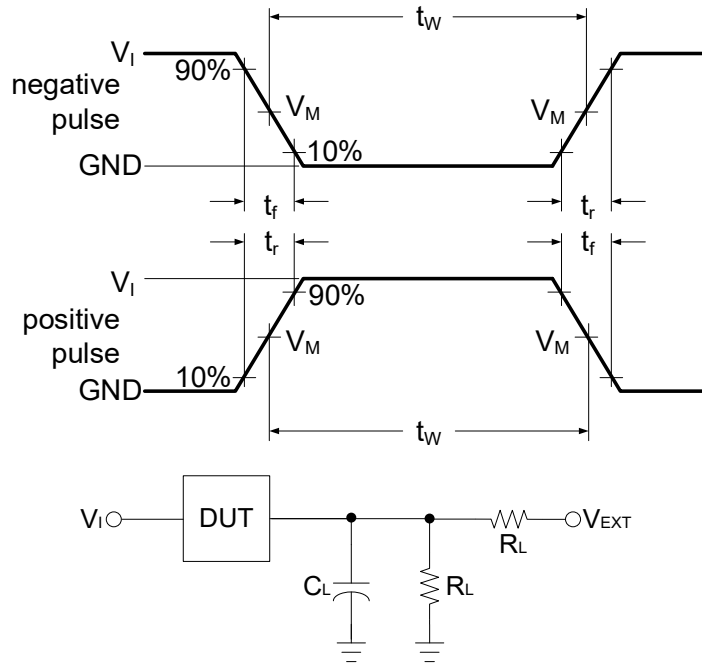 tW
VI
90%
negative
pulse
VM
VM
10%
GND
tf
tr
tr
tf
VI
90%
positive
pulse
VM
VM
10%
GND
tW
VI
DUT
VEXT
RL
CL
RL